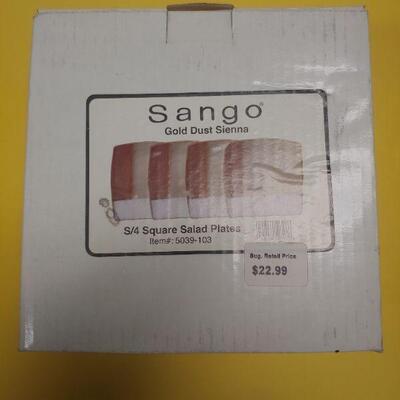 Sango®
Gold Dust Sienna
S/4 Square Salad Plates
Item#: 5039-103
Sug. Retail Price
$22.99